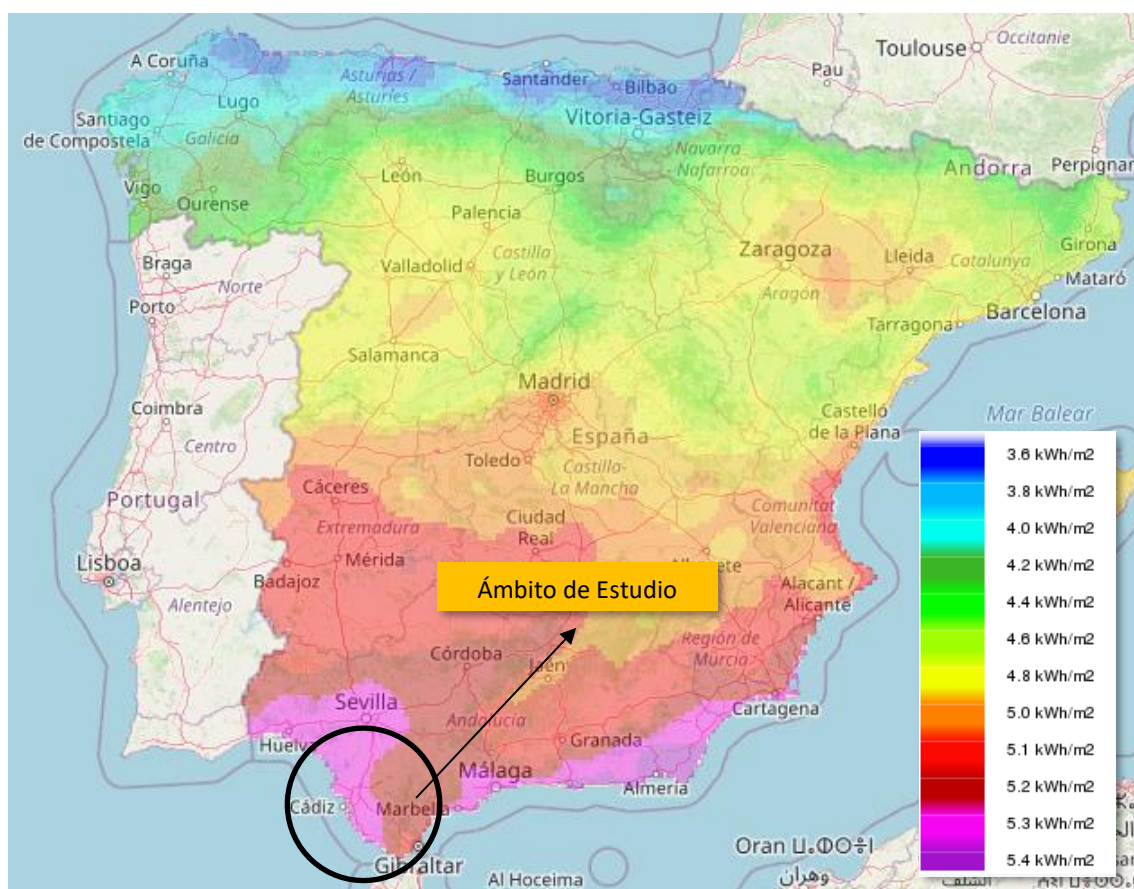 Toulouse
Occitanie
A Coruña
Pau
Asturias /
Asturies
Santander
Bilbao
Lugo
Vitoria-Gasteiz
Santiago
de Compostela
Galicia
Navarra
Nafarroa
Andorra
Perpignan
León
Burgos
Vigo
Ourense
Palencia
Girona
Zaragoza
Lleida
Catalunya
Castilla
y León
Valladolid
Braga
Norte
Mataró
Aragón
Barcelona
Porto
Tarragona
Salamanca
Madrid
Coimbra
Castelló
de la Plana
Mar Balear
Centro
España
Toledo
Castilla-
La Mancha
Cáceres
Comunitat
Valenciana
Portugal
Extremadura
Ciudad
Real
Lisboa
Mérida
Badajoz
Ámbito de Estudio
Alacant /
Alicante
Alentejo
Región de
Murcia
Córdoba
Jaén
Sevilla
Cartagena
Andalucía
Huelva
Granada
Málaga
Almería
Cádiz
Marbella
Gibraltar
Oran ⵡⴰⵀⵔⴰⵏ
وهران
Al Hoceima
3.6 kWh/m2
3.8 kWh/m2
4.0 kWh/m2
4.2 kWh/m2
4.4 kWh/m2
4.6 kWh/m2
4.8 kWh/m2
5.0 kWh/m2
5.1 kWh/m2
5.2 kWh/m2
5.3 kWh/m2
5.4 kWh/m2